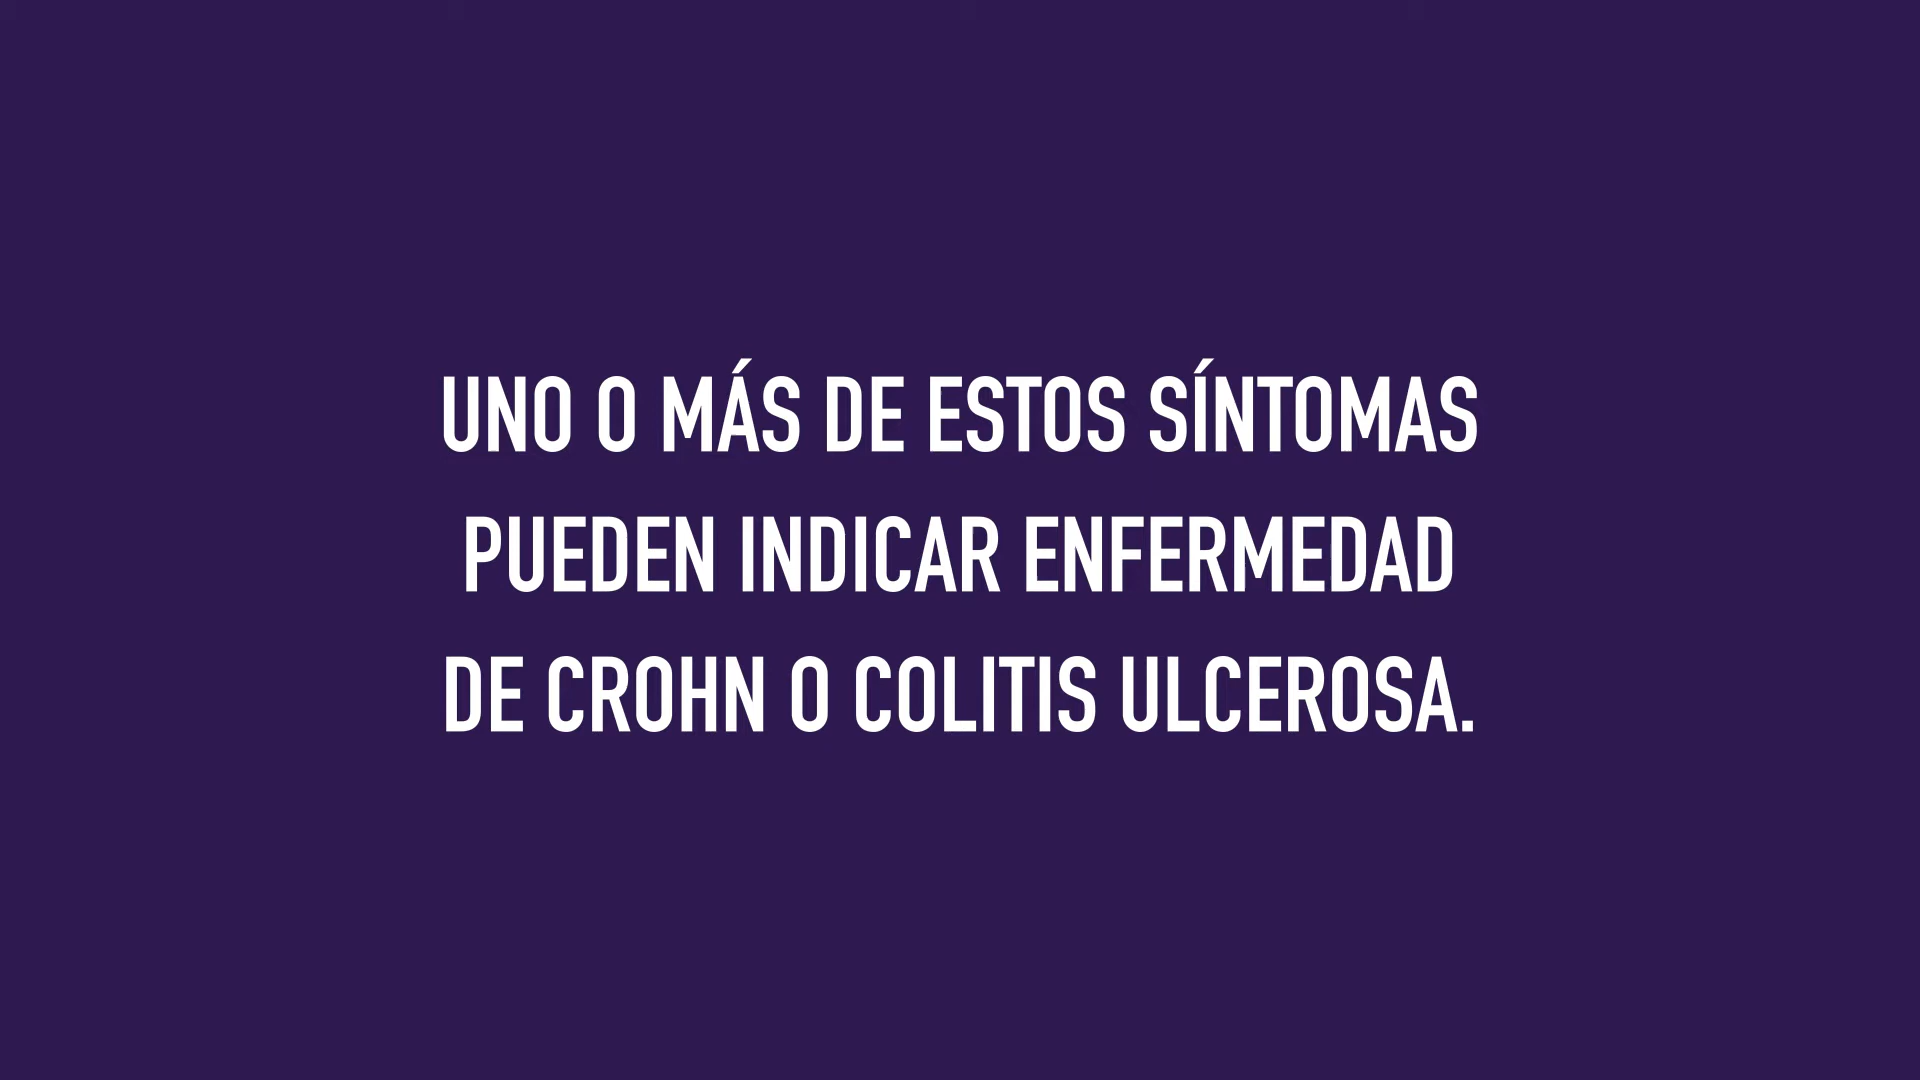 UNO O MÁS DE ESTOS SÍNTOMAS
PUEDEN INDICAR ENFERMEDAD
DE CROHN O COLITIS ULCEROSA.